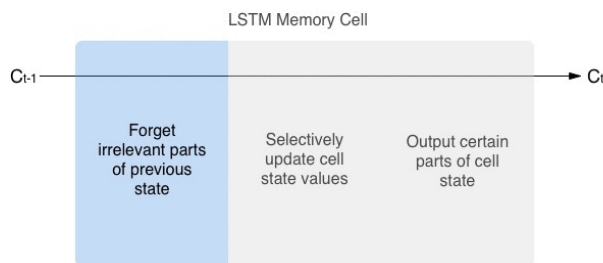 LSTM Memory Cell
Ct-1
Ct
Forget
irrelevant parts
of previous
state
Selectively
update cell
state values
Output certain
parts of cell
state